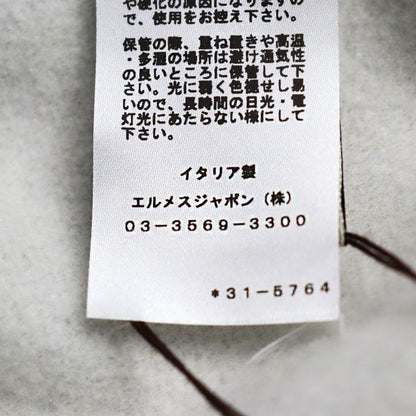 や硬化の原因になりますの
で、使用をお控え下さい。
保管の際、重ね置きや高温
・多湿の場所は避け通気性
の良いところに保管して下
さい。光に弱く色褪せし易
いので、長時間の日光・電
灯光にあたらない様にして
下さい。
イタリア製
エルメスジャポン（株）
03－3569－3300
＊31－5764